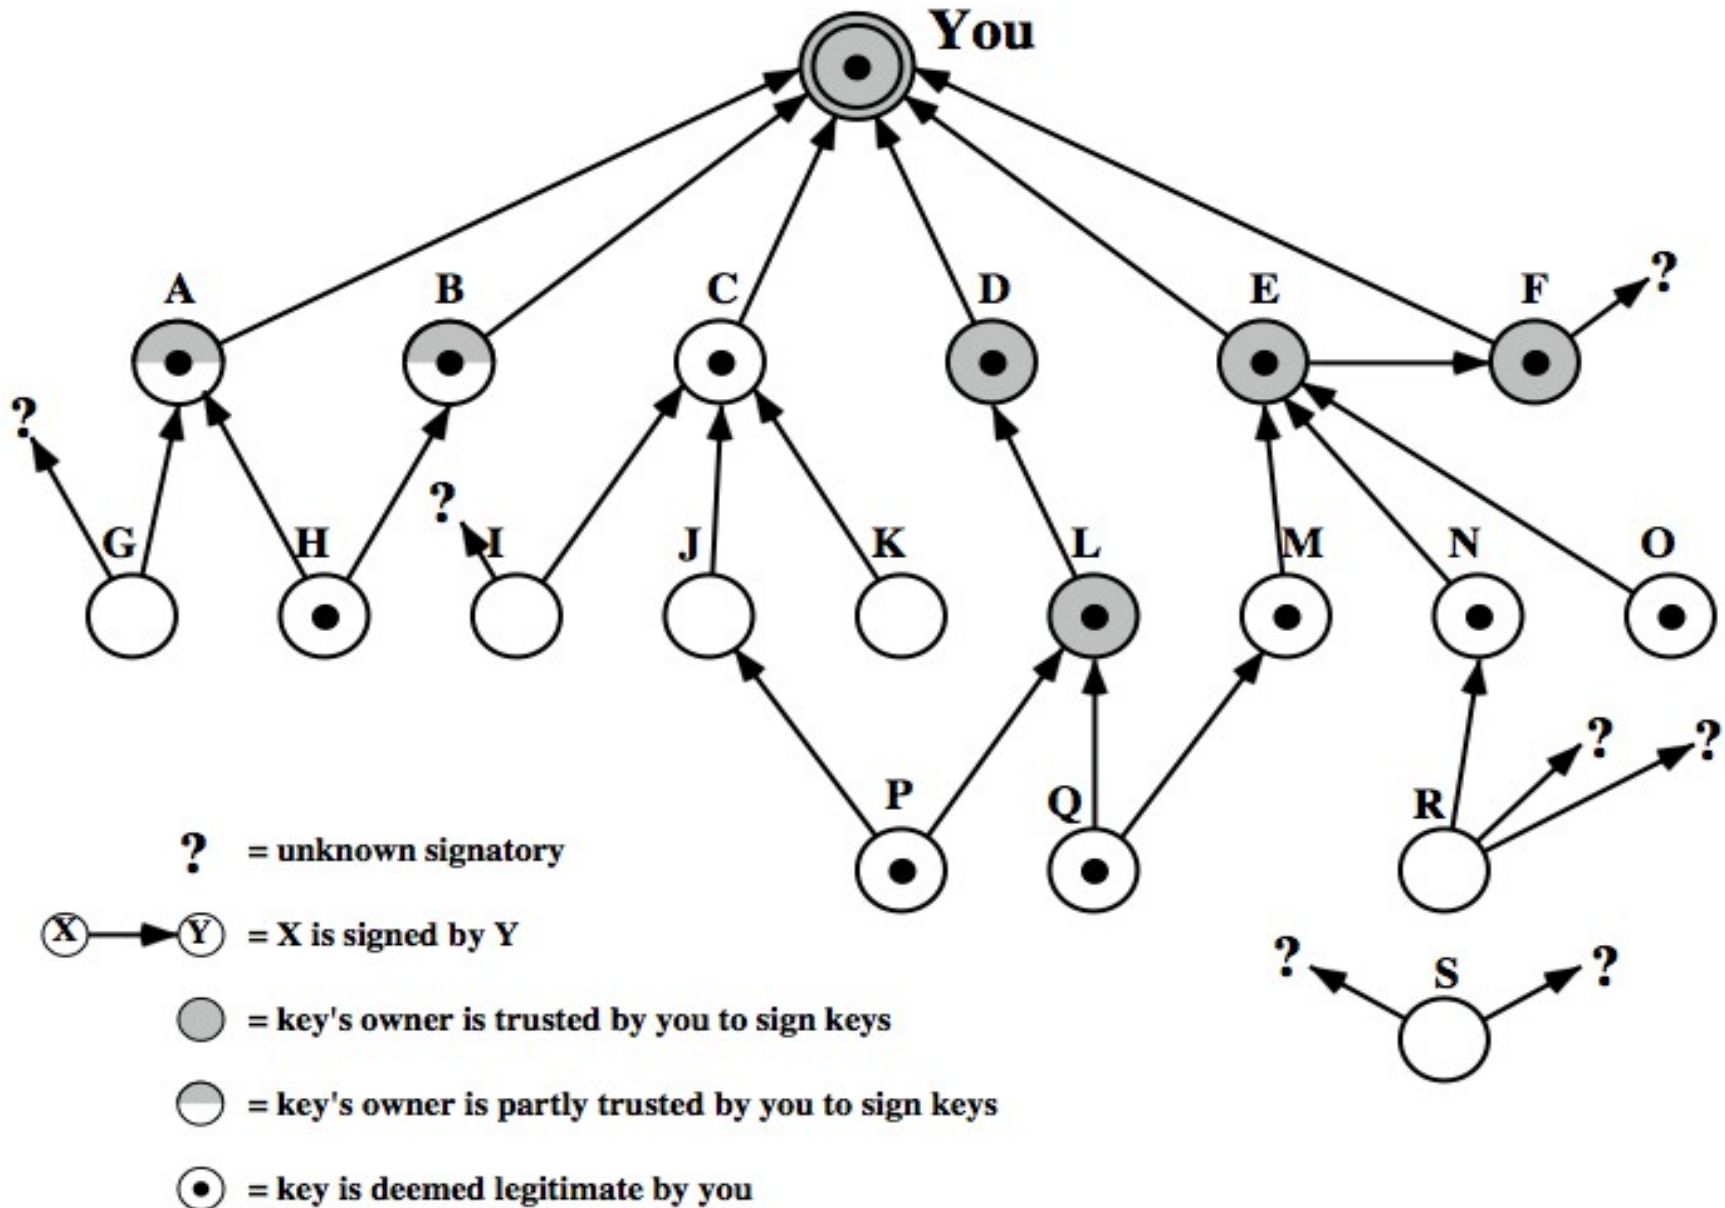 You
A B C D E F ?
?
?
G H I J K L M N O
? ?
P Q R
? = unknown signatory
X Y = X is signed by Y
? S ?
= key's owner is trusted by you to sign keys
= key's owner is partly trusted by you to sign keys
= key is deemed legitimate by you